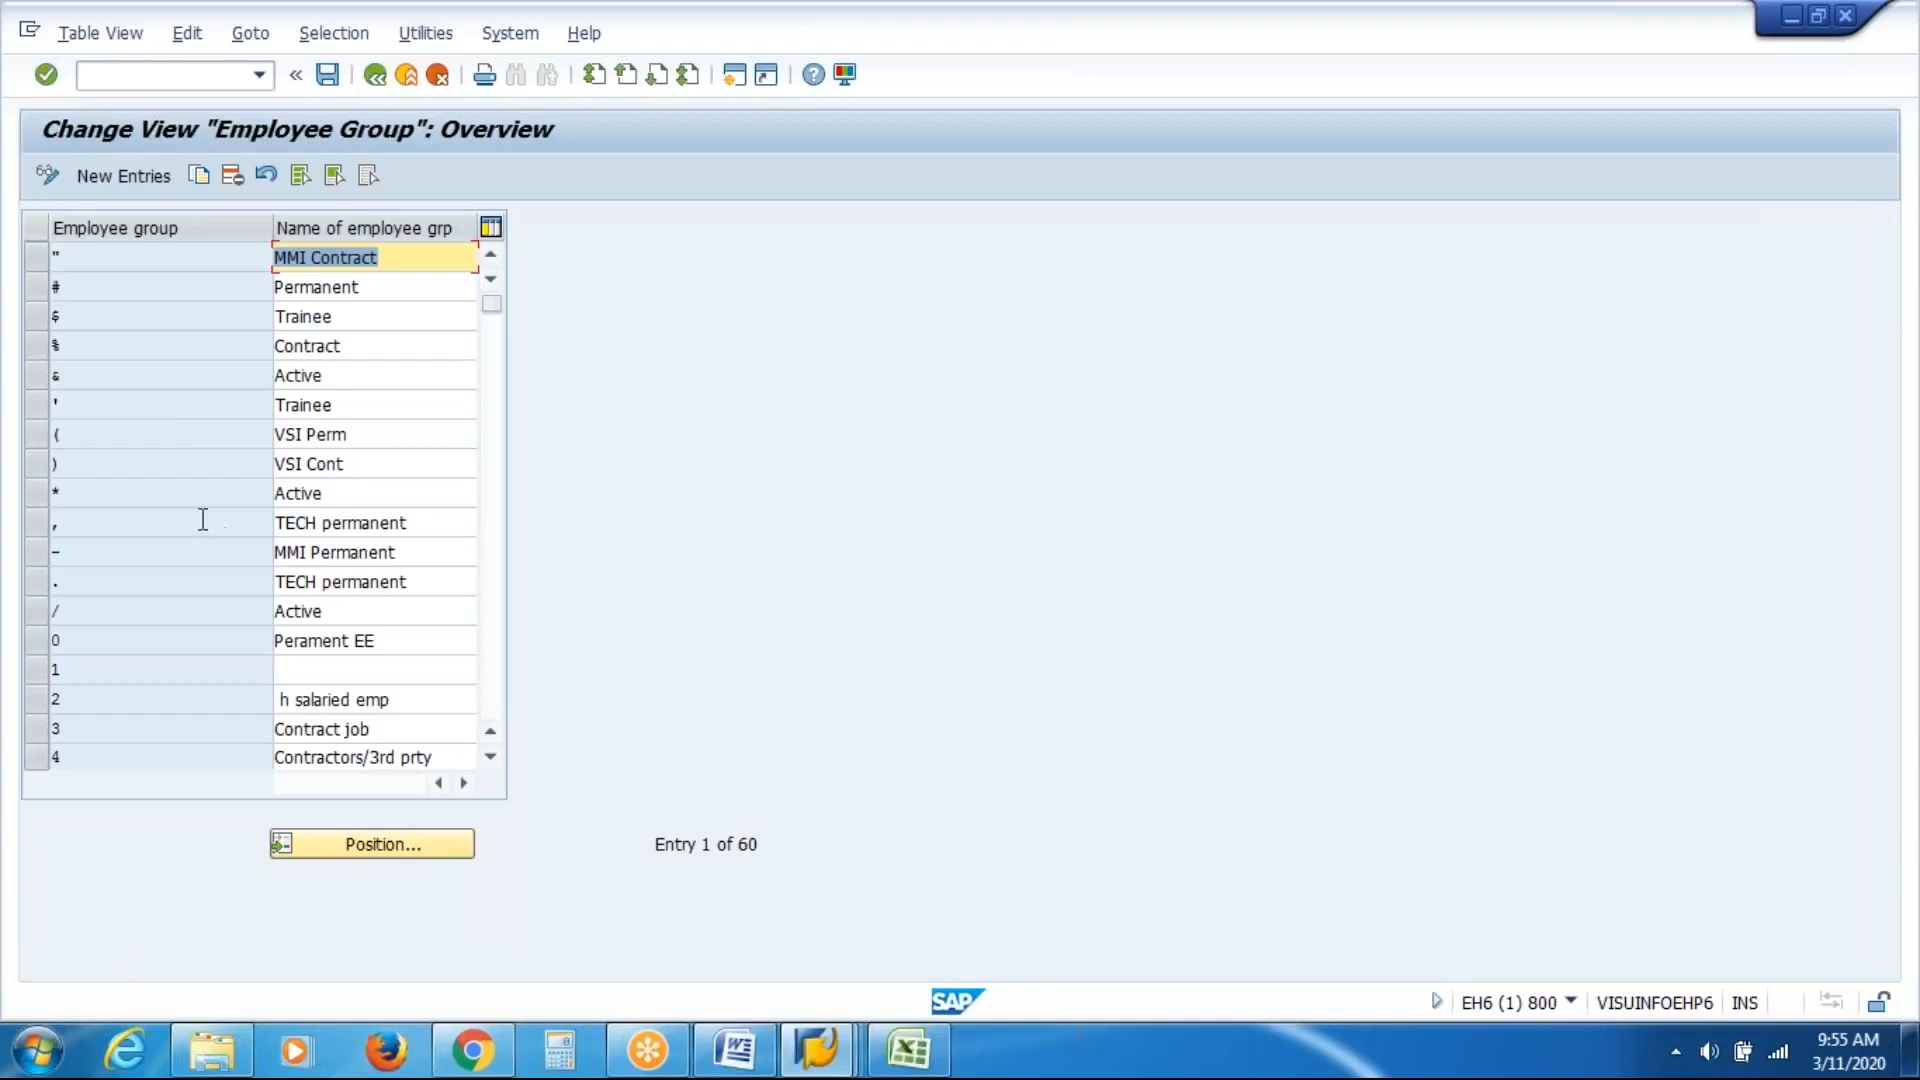 Table View Edit Goto Selection Utilities System Help
Change View "Employee Group": Overview
New Entries
Employee group Name of employee grp
" MMI Contract
# Permanent
$ Trainee
% Contract
& Active
' Trainee
( VSI Perm
) VSI Cont
* Active
, TECH permanent
- MMI Permanent
. TECH permanent
/ Active
0 Perament EE
1
2 h salaried emp
3 Contract job
4 Contractors/3rd prty
Position... Entry 1 of 60
SAP EH6 (1) 800 VISUINFOEHP6 INS
9:55 AM
3/11/2020